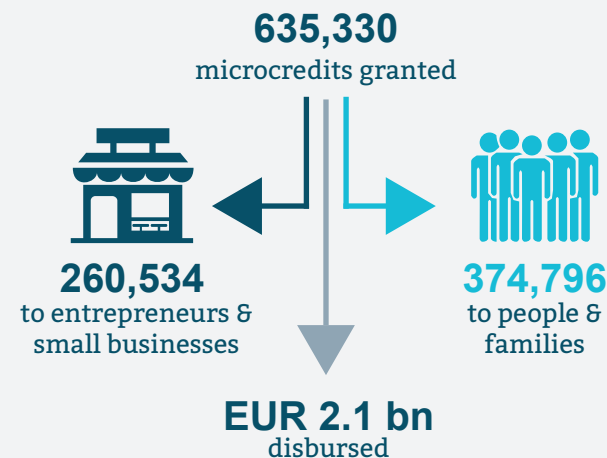 635,330
microcredits granted
260,534
to entrepreneurs &
small businesses
374,796
to people &
families
EUR 2.1 bn
disbursed